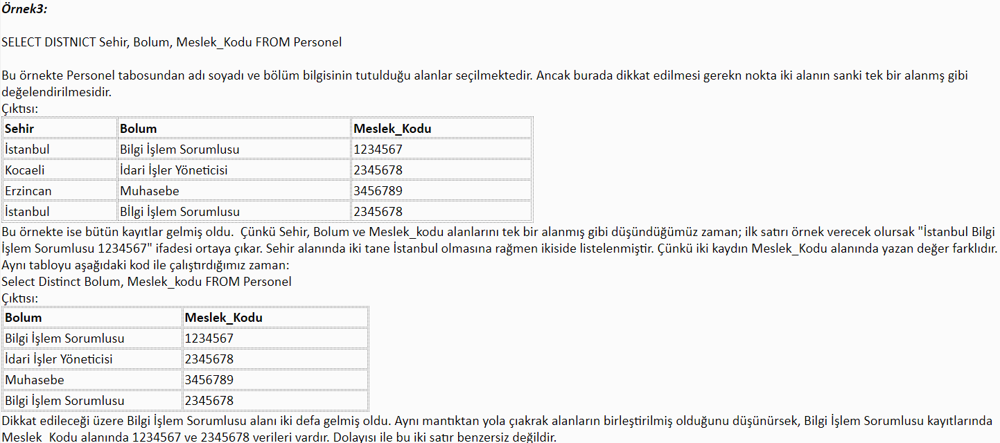 Örnek3:
SELECT DISTNICT Sehir, Bolum, Meslek_Kodu FROM Personel
Bu örnekte Personel tabosundan adı soyadı ve bölüm bilgisinin tutulduğu alanlar seçilmektedir. Ancak burada dikkat edilmesi gerekn nokta iki alanın sanki tek bir alanmş gibi
değelendirilmesidir.
Çıktısı:
Sehir Bolum Meslek_Kodu
İstanbul Bilgi İşlem Sorumlusu 1234567
Kocaeli İdari İşler Yöneticisi 2345678
Erzincan Muhasebe 3456789
İstanbul Bİlgi İşlem Sorumlusu 2345678
Bu örnekte ise bütün kayıtlar gelmiş oldu.  Çünkü Sehir, Bolum ve Meslek_kodu alanlarını tek bir alanmış gibi düşündüğümüz zaman; ilk satırı örnek verecek olursak "İstanbul Bilgi
İşlem Sorumlusu 1234567" ifadesi ortaya çıkar. Sehir alanında iki tane İstanbul olmasına rağmen ikiside listelenmiştir. Çünkü iki kaydın Meslek_Kodu alanında yazan değer farklıdır.
Aynı tabloyu aşağıdaki kod ile çalıştırdığımız zaman:
Select Distinct Bolum, Meslek_kodu FROM Personel
Çıktısı:
Bolum Meslek_Kodu
Bilgi İşlem Sorumlusu 1234567
İdari İşler Yöneticisi 2345678
Muhasebe 3456789
Bilgi İşlem Sorumlusu 2345678
Dikkat edileceği üzere Bilgi İşlem Sorumlusu alanı iki defa gelmiş oldu. Aynı mantıktan yola çıakrak alanların birleştirilmiş olduğunu düşünürsek, Bilgi İşlem Sorumlusu kayıtlarında
Meslek_Kodu alanında 1234567 ve 2345678 verileri vardır. Dolayısı ile bu iki satır benzersiz değildir.